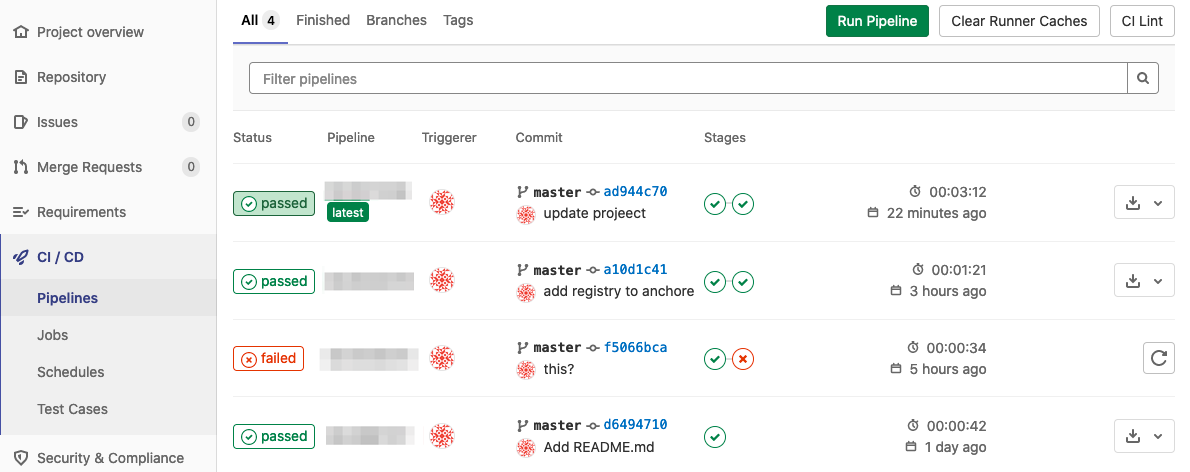 All 4 Finished Branches Tags Run Pipeline Clear Runner Caches CI Lint
Project overview
Repository
Issues 0
Merge Requests 0
Requirements
CI / CD
Pipelines
Jobs
Schedules
Test Cases
Security & Compliance
Filter pipelines
Status Pipeline Triggerer Commit Stages
passed latest master ad944c70 00:03:12
update projeect 22 minutes ago
passed master a10d1c41 00:01:21
add registry to anchore 3 hours ago
failed master f5066bca 00:00:34
this? 5 hours ago
passed master d6494710 00:00:42
Add README.md 1 day ago